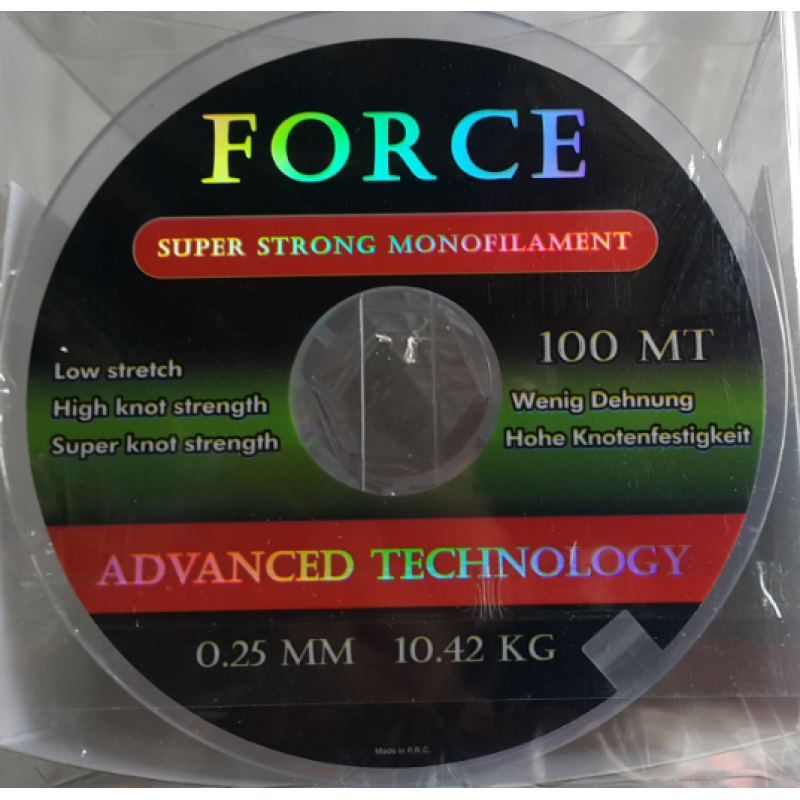 FORCE
SUPER STRONG MONOFILAMENT
100 MT
Low stretch
High knot strength
Super knot strength
Wenig Dehnung
Hohe Knotenfestigkeit
ADVANCED TECHNOLOGY
0.25 MM 10.42 KG
Made in P.R.C.